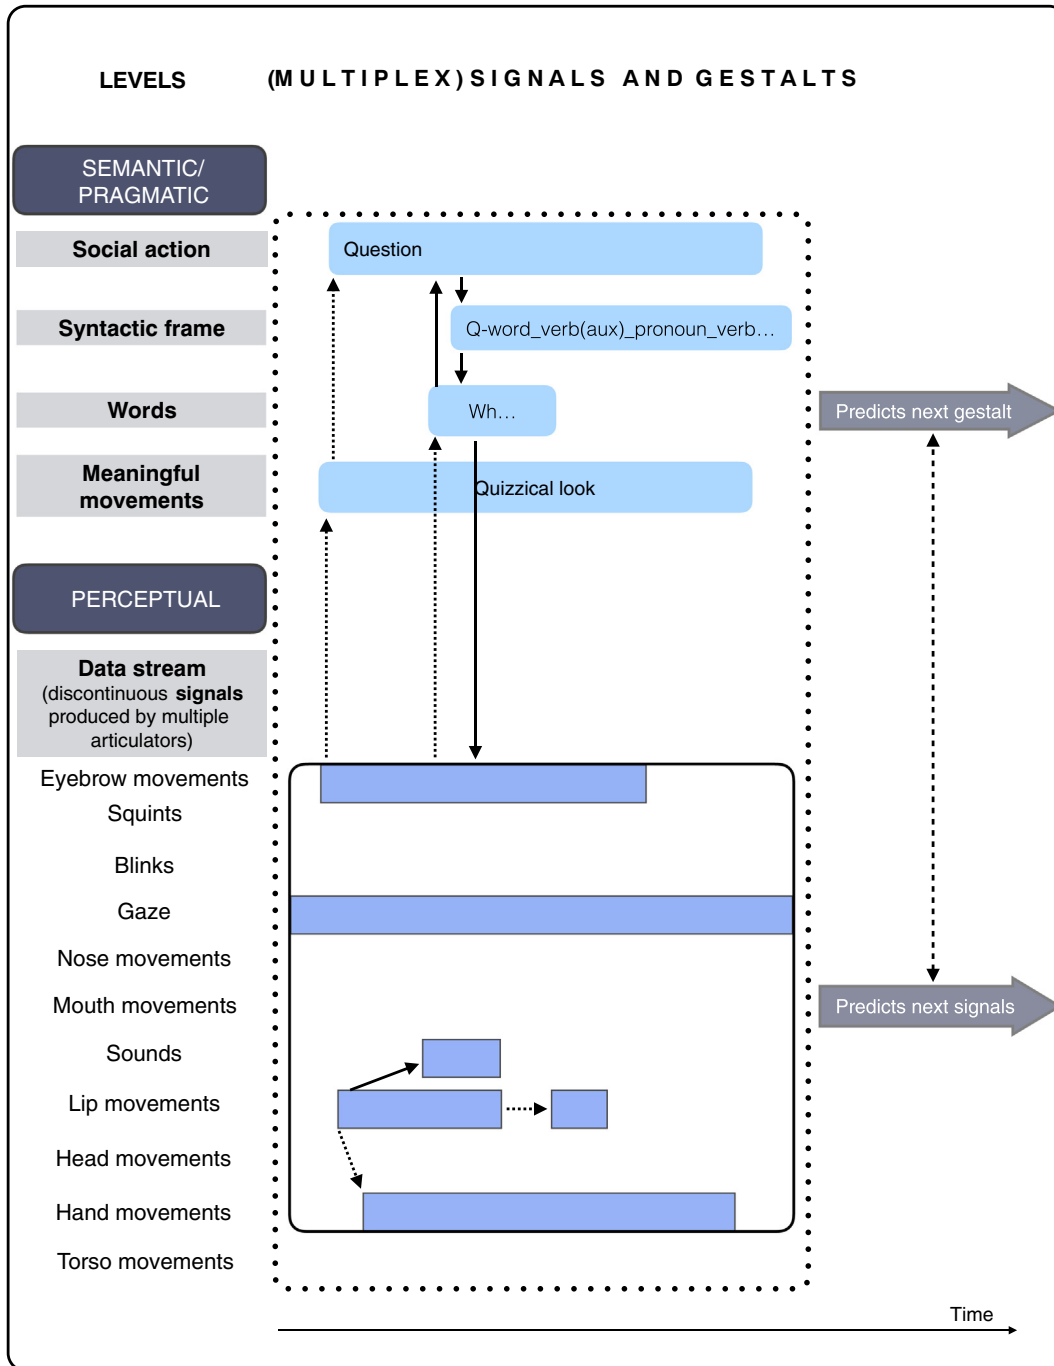 LEVELS
(MULTIPLEX) SIGNALS AND GESTALTS
SEMANTIC/
PRAGMATIC
Social action
Question
Syntactic frame
Q-word_verb(aux)_pronoun_verb...
Words
Wh...
Predicts next gestalt
Meaningful
movements
Quizzical look
PERCEPTUAL
Data stream
(discontinuous signals
produced by multiple
articulators)
Eyebrow movements
Squints
Blinks
Gaze
Nose movements
Mouth movements
Predicts next signals
Sounds
Lip movements
Head movements
Hand movements
Torso movements
Time